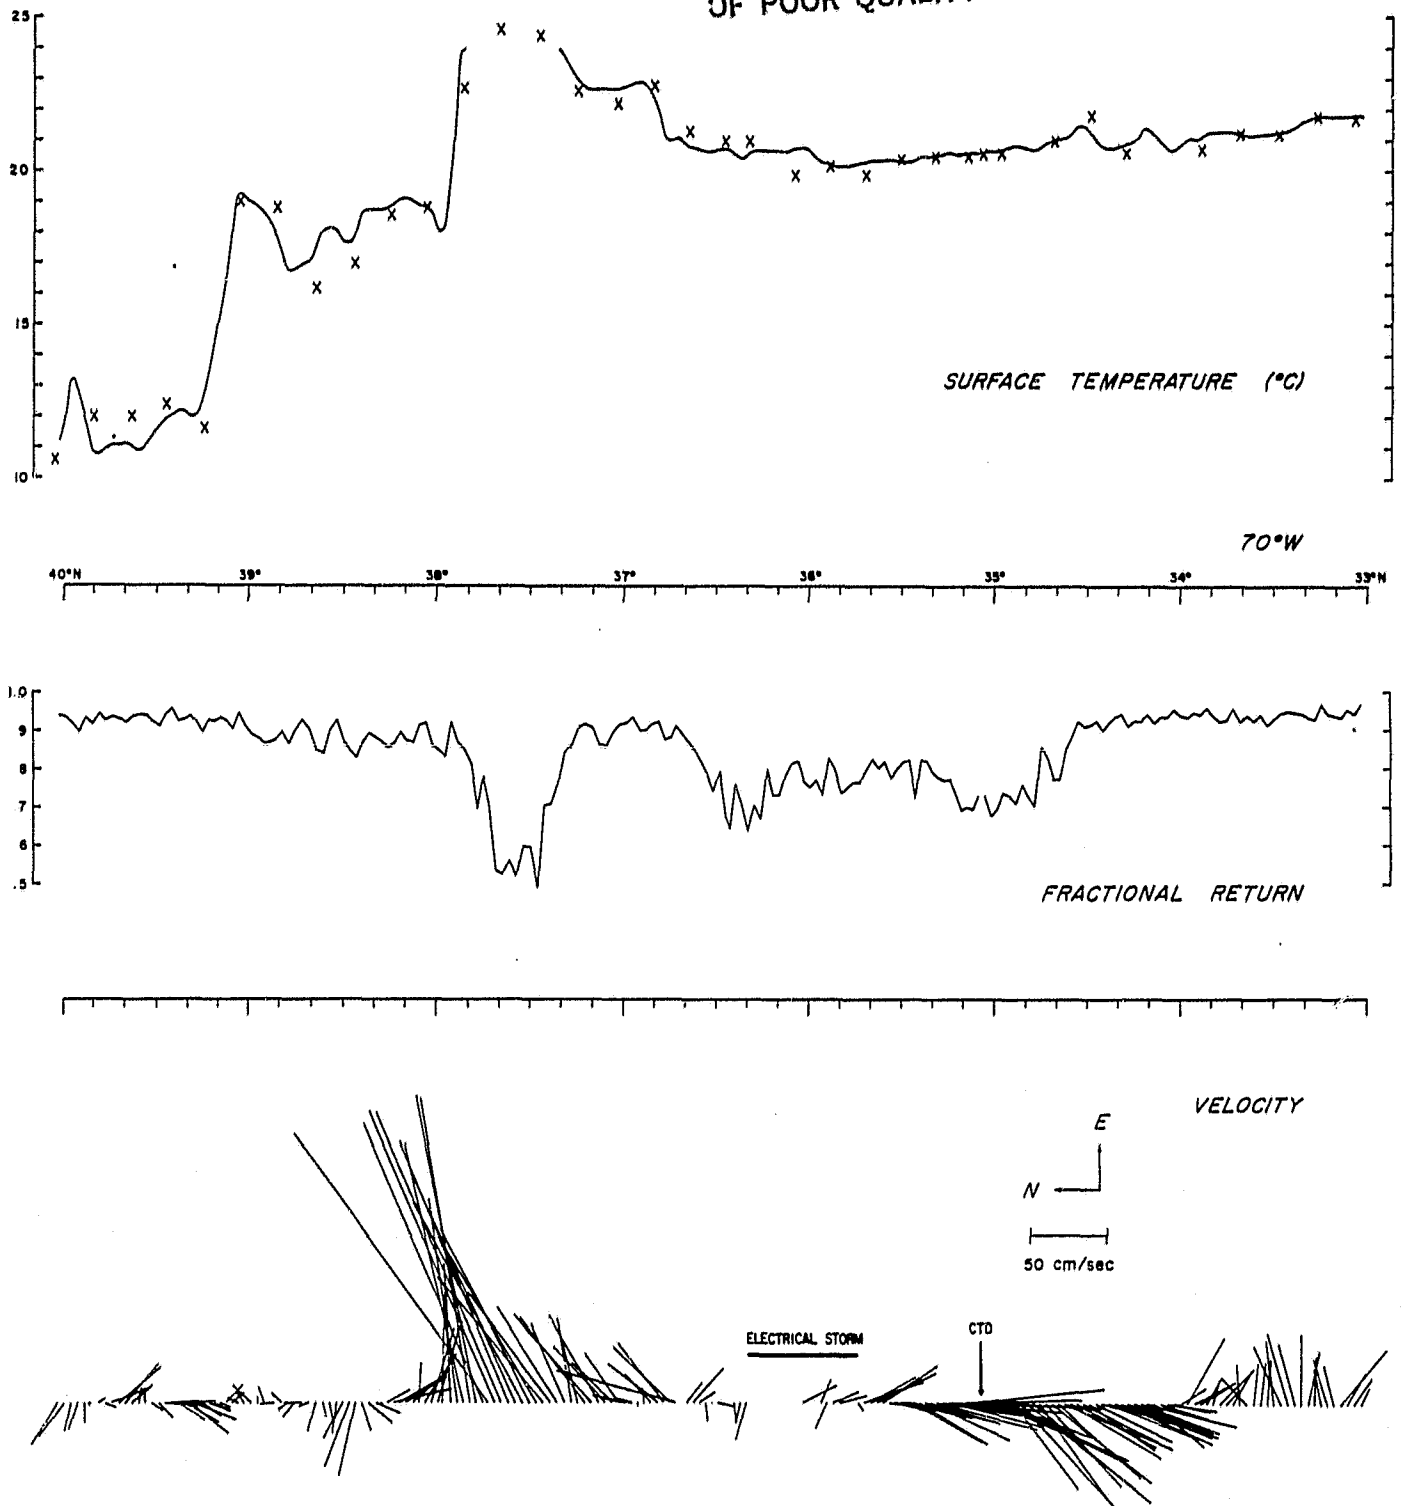 OF POOR QUALITY
25
20
15
10
SURFACE TEMPERATURE (°C)
70°W
40°N 39° 38° 37° 36° 35° 34° 33°N
1.0
9
8
7
6
.5
FRACTIONAL RETURN
VELOCITY
E
N
50 cm/sec
ELECTRICAL STORM
CTD